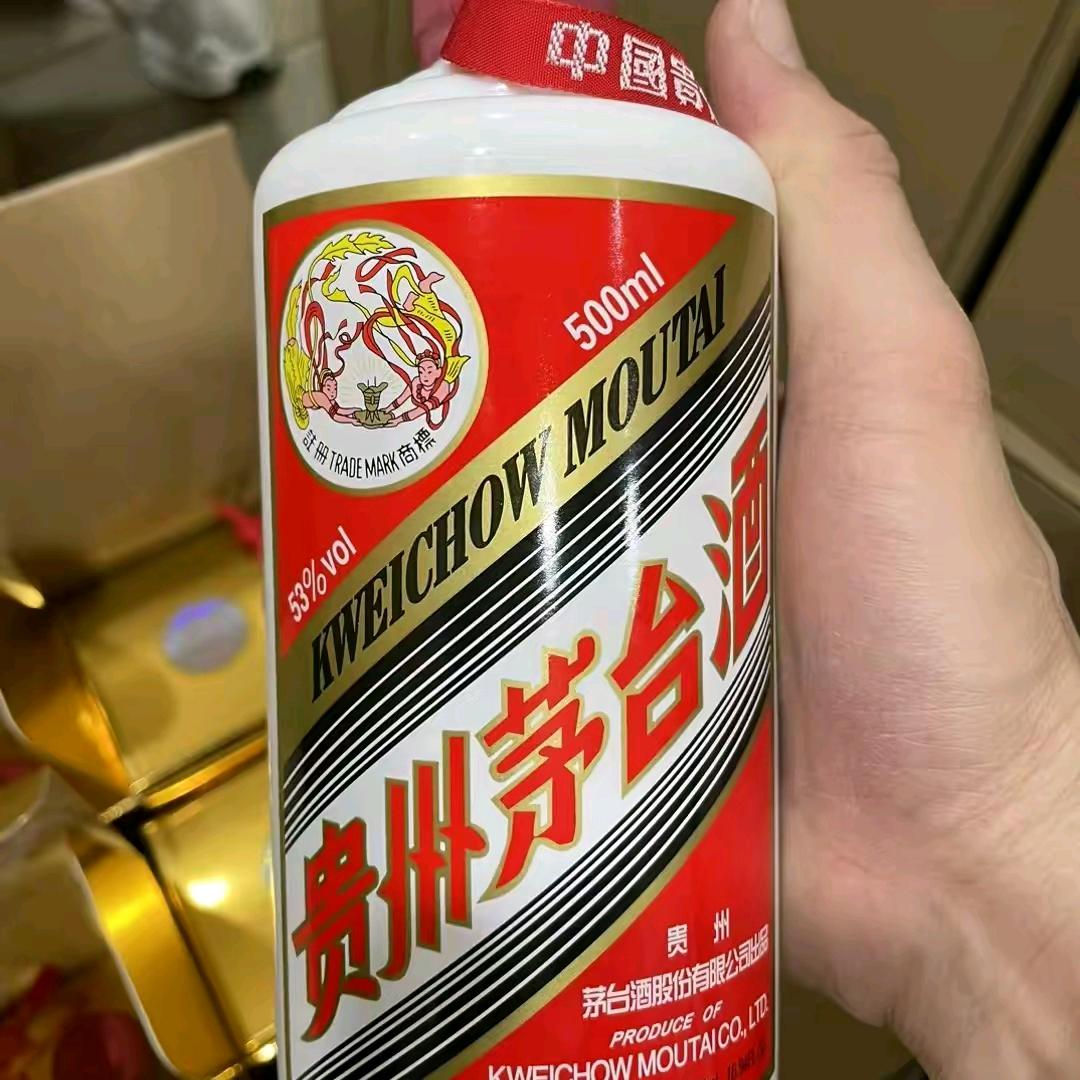 中國貴
500ml
註冊 TRADE MARK 商標
53% vol
KWEICHOW MOUTAI
贵州茅台酒
贵 州
茅台酒股份有限公司出品
PRODUCE OF
KWEICHOW MOUTAI CO., LTD.